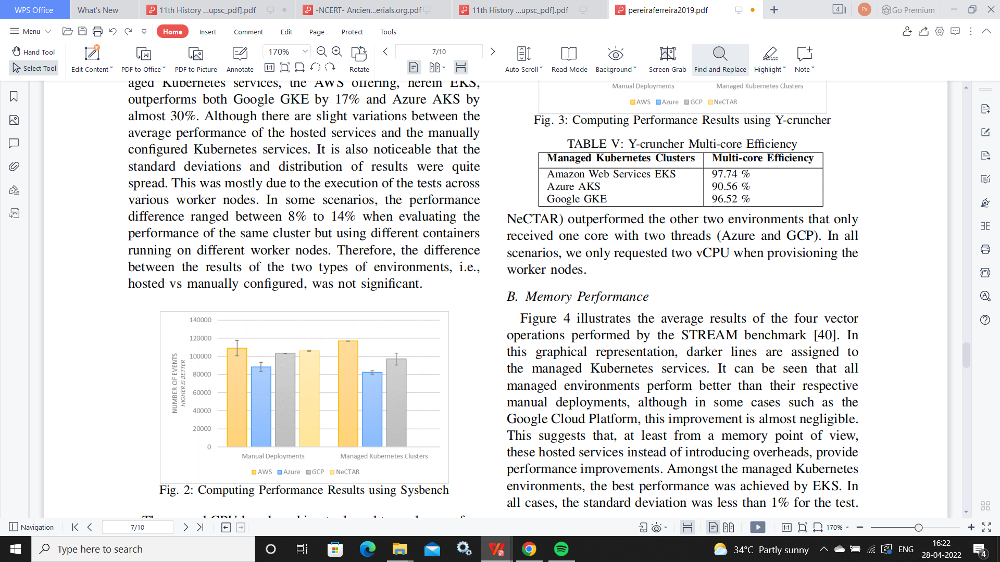 WPS Office
What's New
11th History ...upsc_pdf].pdf
-NCERT- Ancien...erials.org.pdf
11th History ...upsc_pdf].pdf
pereiraferreira2019.pdf
4
Ps
Go Premium
Menu
Home
Insert
Comment
Edit
Page
Protect
Tools
Hand Tool
Select Tool
Edit Content
PDF to Office
PDF to Picture
Annotate
170%
1:1
Rotate
7/10
Auto Scroll
Read Mode
Background
Screen Grab
Find and Replace
Highlight
Note
aged Kubernetes services, the AWS offering, herein EKS,
outperforms both Google GKE by 17% and Azure AKS by
almost 30%. Although there are slight variations between the
average performance of the hosted services and the manually
configured Kubernetes services. It is also noticeable that the
standard deviations and distribution of results were quite
spread. This was mostly due to the execution of the tests across
various worker nodes. In some scenarios, the performance
difference ranged between 8% to 14% when evaluating the
performance of the same cluster but using different containers
running on different worker nodes. Therefore, the difference
between the results of the two types of environments, i.e.,
hosted vs manually configured, was not significant.
NUMBER OF EVENTS
HIGHER IS BETTER
140000
120000
100000
80000
60000
40000
20000
0
Manual Deployments
Managed Kubernetes Clusters
AWS Azure GCP NeCTAR
Fig. 2: Computing Performance Results using Sysbench
Manual Deployments
Managed Kubernetes Clusters
AWS Azure GCP NeCTAR
Fig. 3: Computing Performance Results using Y-cruncher
TABLE V: Y-cruncher Multi-core Efficiency
Managed Kubernetes Clusters Multi-core Efficiency
Amazon Web Services EKS 97.74 %
Azure AKS 90.56 %
Google GKE 96.52 %
NeCTAR) outperformed the other two environments that only
received one core with two threads (Azure and GCP). In all
scenarios, we only requested two vCPU when provisioning the
worker nodes.
B. Memory Performance
Figure 4 illustrates the average results of the four vector
operations performed by the STREAM benchmark [40]. In
this graphical representation, darker lines are assigned to
the managed Kubernetes services. It can be seen that all
managed environments perform better than their respective
manual deployments, although in some cases such as the
Google Cloud Platform, this improvement is almost negligible.
This suggests that, at least from a memory point of view,
these hosted services instead of introducing overheads, provide
performance improvements. Amongst the managed Kubernetes
environments, the best performance was achieved by EKS. In
all cases, the standard deviation was less than 1% for the test.
Navigation
7/10
1:1
170%
Type here to search
34°C Partly sunny
ENG
16:22
28-04-2022
4